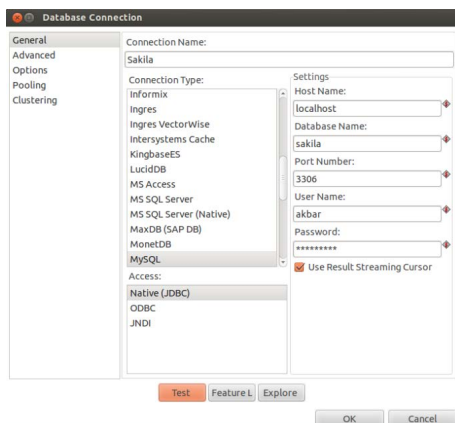 Database Connection
General
Advanced
Options
Pooling
Clustering
Connection Name:
Sakila
Connection Type:
Informix
Ingres
Ingres VectorWise
Intersystems Cache
KingbaseES
LucidDB
MS Access
MS SQL Server
MS SQL Server (Native)
MaxDB (SAP DB)
MonetDB
MySQL
Access:
Native (JDBC)
ODBC
JNDI
Settings
Host Name:
localhost
Database Name:
sakila
Port Number:
3306
User Name:
akbar
Password:
*********
Use Result Streaming Cursor
Test
Feature L
Explore
OK
Cancel